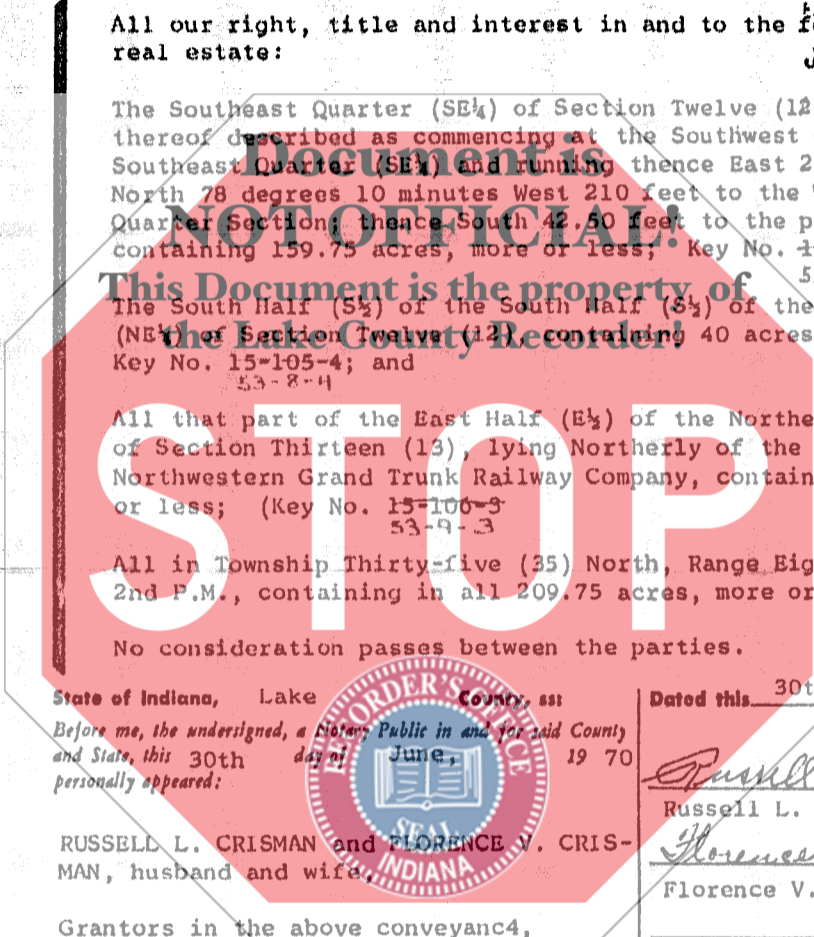 All our right, title and interest in and to the
real estate:
The Southeast Quarter (SE¼) of Section Twelve (12
thereof described as commencing at the Southwest
Southeast Quarter (SE¼) and running thence East 2
North 78 degrees 10 minutes West 210 feet to the
Quarter Section; thence South 42.50 feet to the p
containing 159.75 acres, more or less; Key No.
The South Half (S½) of the South Half (S½) of the
(NE¼) of Section Twelve (12), containing 40 acres
Key No. 15-105-4; and
53-8-4
All that part of the East Half (E½) of the Northe
of Section Thirteen (13), lying Northerly of the
Northwestern Grand Trunk Railway Company, contain
or less; (Key No. 15-106-3
53-9-3
All in Township Thirty-five (35) North, Range Eig
2nd P.M., containing in all 209.75 acres, more or
No consideration passes between the parties.
Document is
NOT OFFICIAL!
This Document is the property of
the Lake County Recorder!
STOP
State of Indiana, Lake County, ss:
Before me, the undersigned, a Notary Public in and for said County
and State, this 30th day of June, 19 70
personally appeared:
RUSSELL L. CRISMAN and FLORENCE V. CRIS-
MAN, husband and wife,
Grantors in the above conveyanc4,
RECORDER'S OFFICE
SEAL
INDIANA
Dated this 30t
Russell
Russell L.
Florence
Florence V.